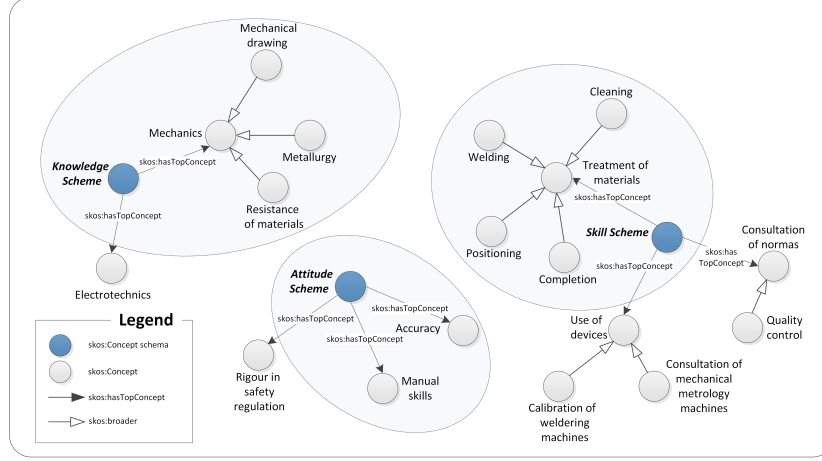 Mechanical
drawing
Mechanics
Metallurgy
Knowledge
Scheme
skos:hasTopConcept
Resistance
of materials
skos:hasTopConcept
Electrotechnics
Cleaning
Welding
Treatment of
materials
skos:hasTopConcept
Positioning
Completion
Skill Scheme
skos:has
TopConcept
Consultation
of normas
skos:hasTopConcept
Quality
control
Use of
devices
Calibration of
weldering
machines
Consultation of
mechanical
metrology
machines
Attitude
Scheme
skos:hasTopConcept
skos:hasTopConcept
skos:hasTopConcept
Accuracy
Rigour in
safety
regulation
Manual
skills
Legend
skos:Concept schema
skos:Concept
skos:hasTopConcept
skos:broader